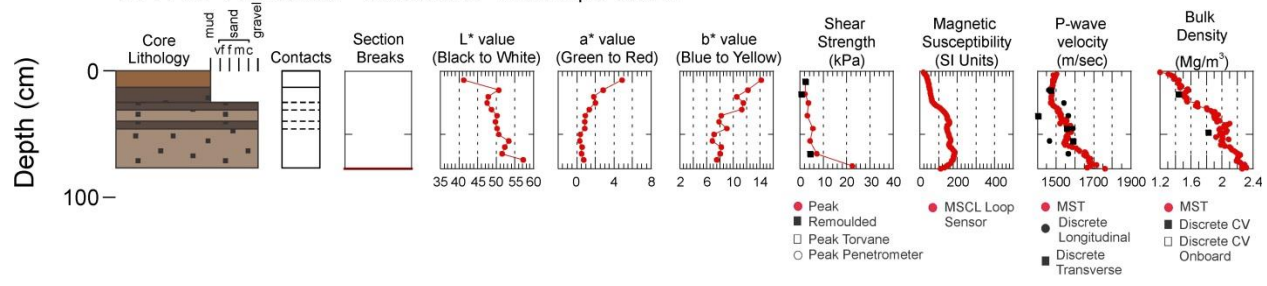 mud
vf f m c
sand
gravel
Core
Lithology
Contacts
Section
Breaks
L* value
(Black to White)
a* value
(Green to Red)
b* value
(Blue to Yellow)
Shear
Strength
(kPa)
Magnetic
Susceptibility
(SI Units)
P-wave
velocity
(m/sec)
Bulk
Density
(Mg/m³)
Depth (cm)
0
100
35 40 45 50 55 60
0 4 8
2 6 10 14
0 10 20 30 40
0 200 400
1500 1700 1900
1.2 1.6 2 2.4
Peak
Remoulded
Peak Torvane
Peak Penetrometer
MSCL Loop
Sensor
MST
Discrete
Longitudinal
Discrete
Transverse
MST
Discrete CV
Discrete CV
Onboard